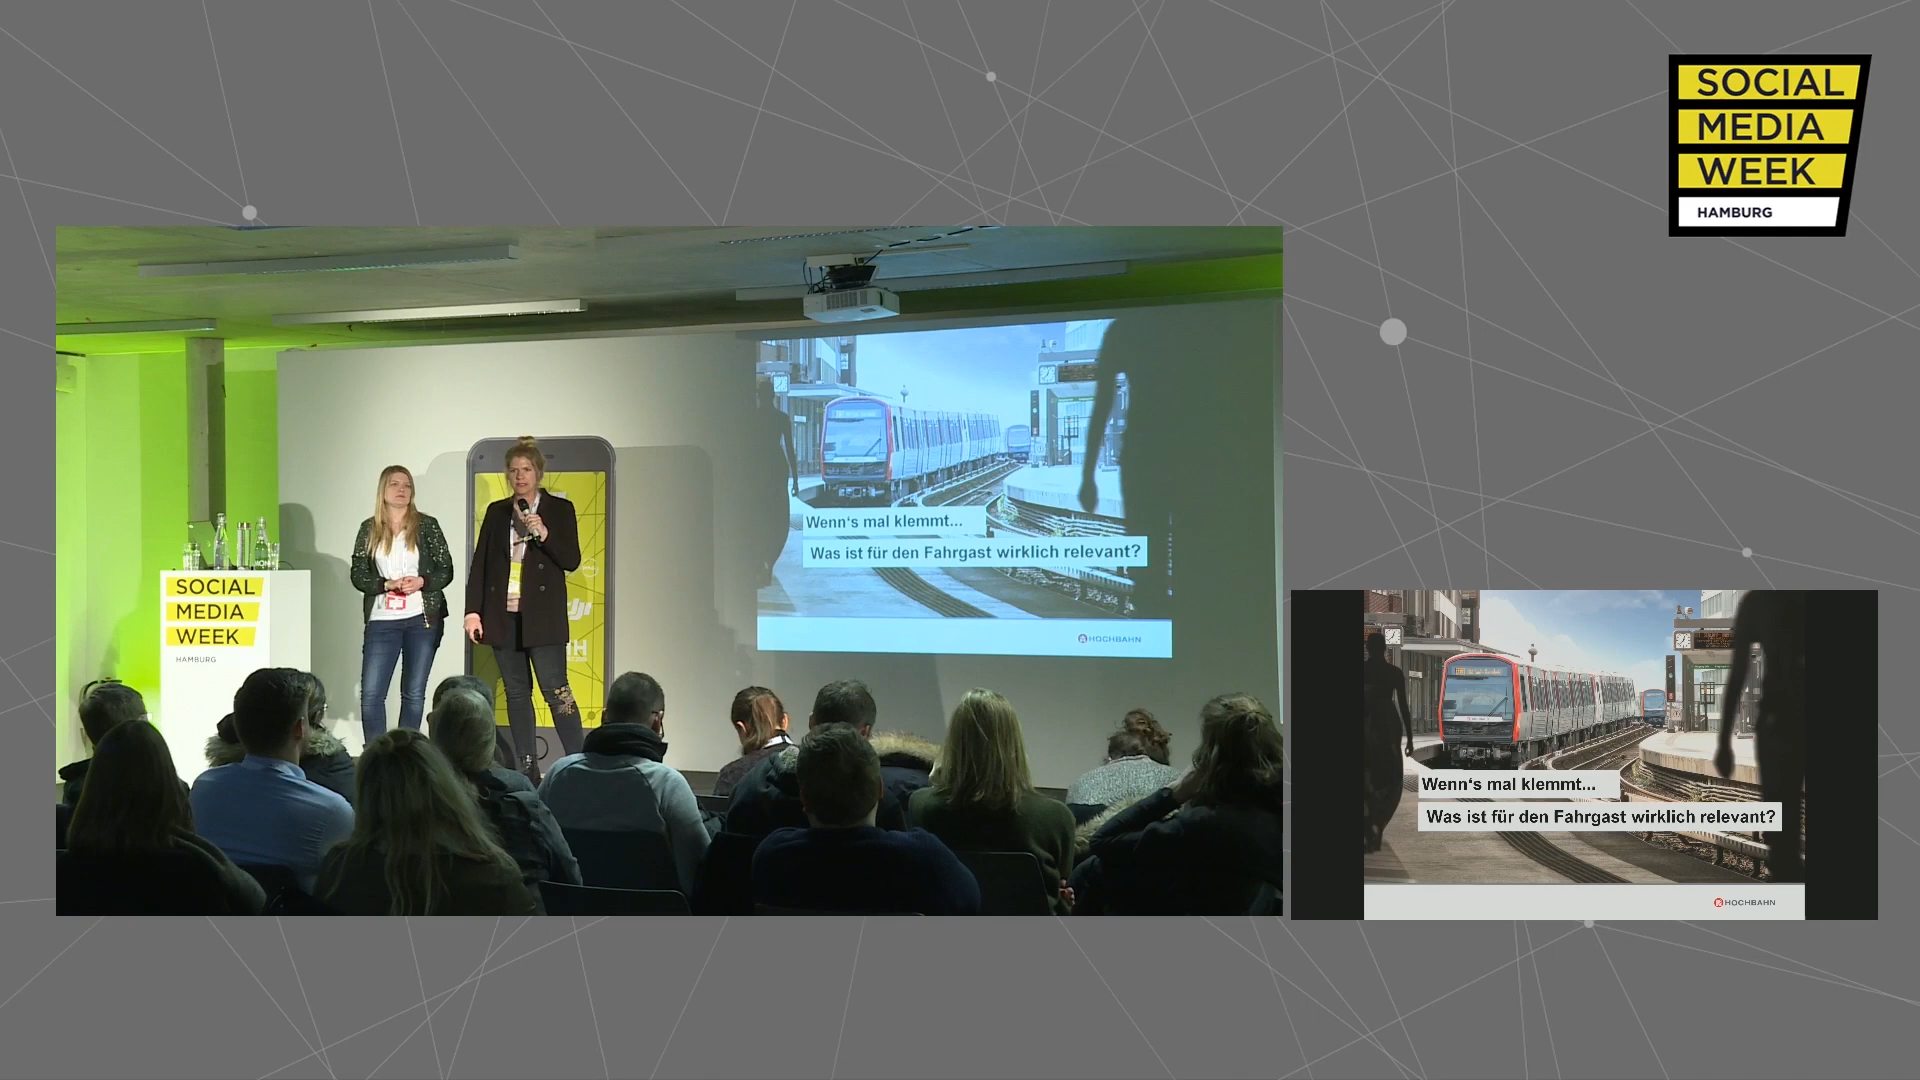 SOCIAL
MEDIA
WEEK
HAMBURG
Wenn‘s mal klemmt...
Was ist für den Fahrgast wirklich relevant?
HOCHBAHN
SOCIAL
MEDIA
WEEK
HAMBURG
Wenn‘s mal klemmt...
Was ist für den Fahrgast wirklich relevant?
HOCHBAHN